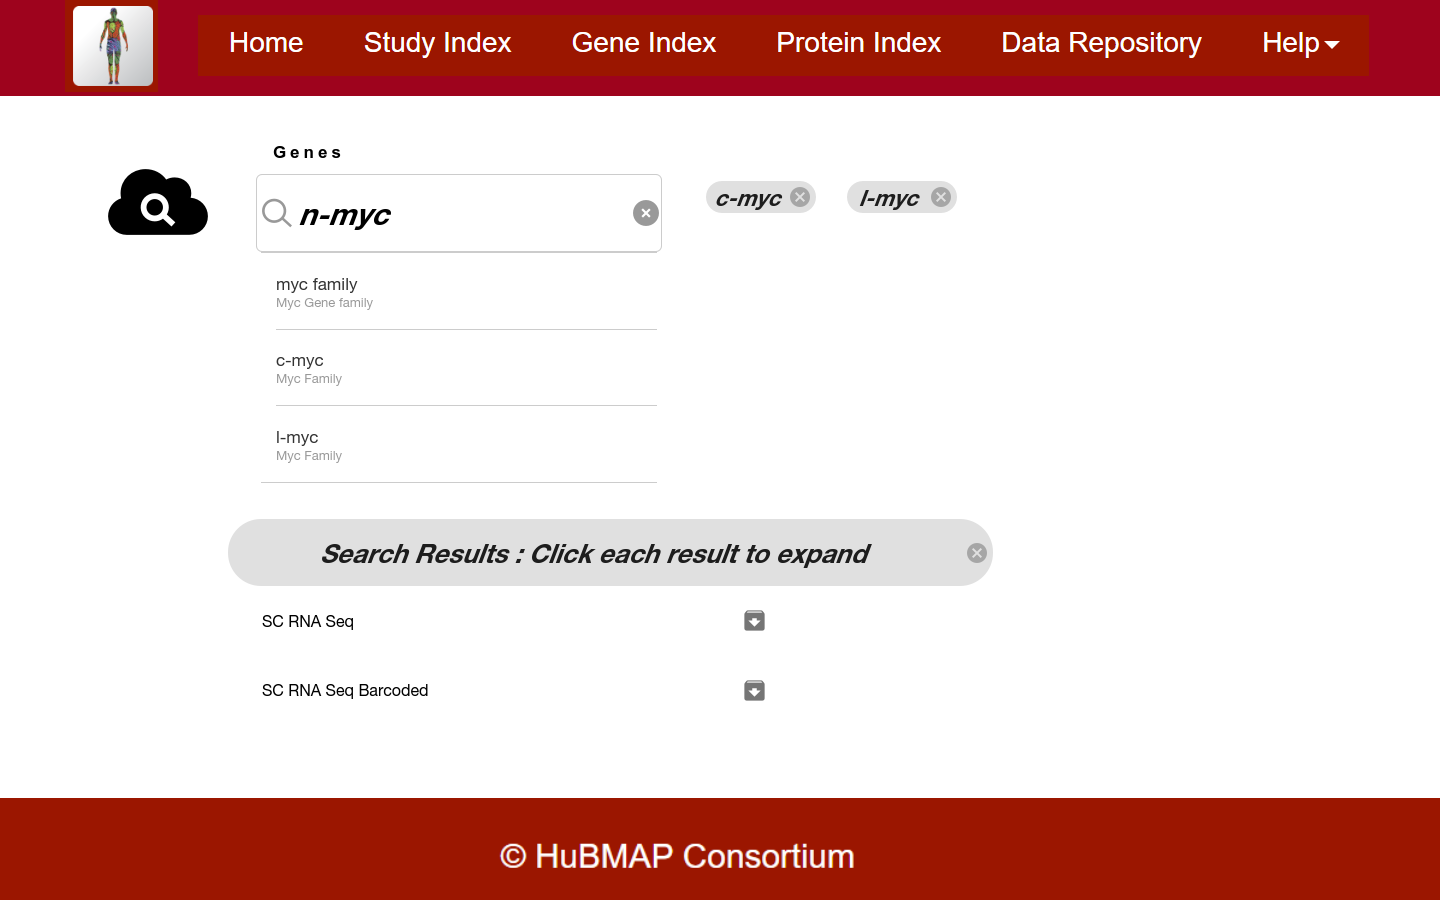 Home Study Index Gene Index Protein Index Data Repository Help
Genes
n-myc
c-myc
l-myc
myc family
Myc Gene family
c-myc
Myc Family
l-myc
Myc Family
Search Results : Click each result to expand
SC RNA Seq
SC RNA Seq Barcoded
© HuBMAP Consortium